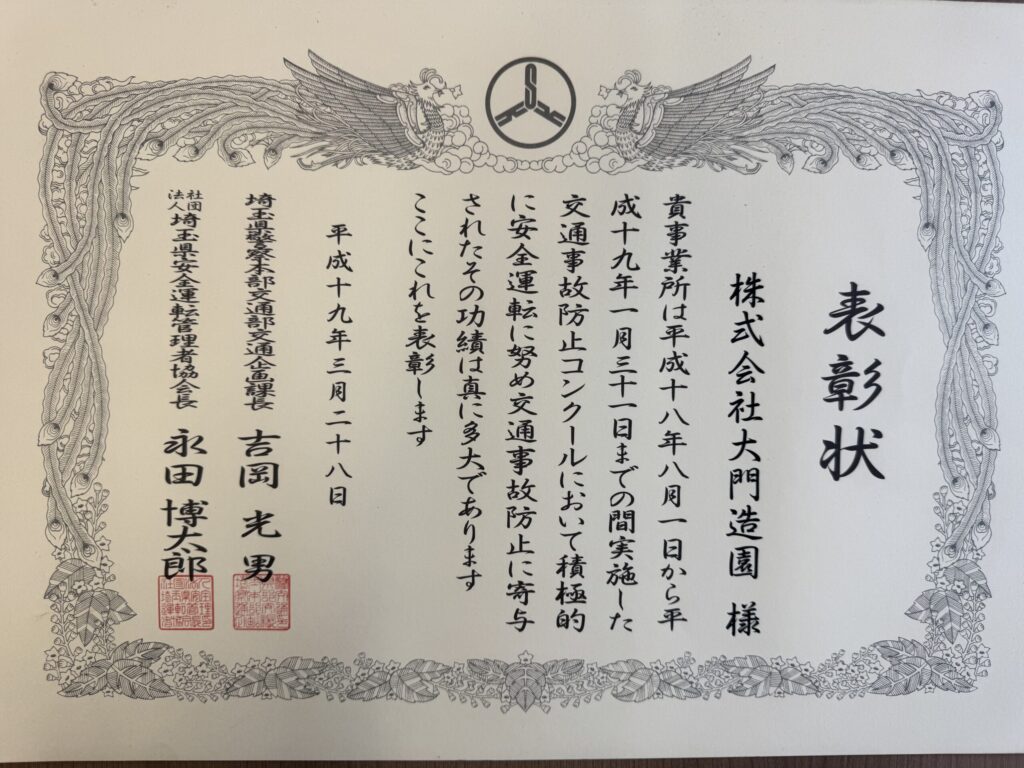 表彰状
株式会社大門造園 様
貴事業所は平成十八年八月一日から平
成十九年一月三十一日までの間実施した
交通事故防止コンクールにおいて積極的
に安全運転に努め交通事故防止に寄与
されたその功績は真に多大であります
ここにこれを表彰します
平成十九年三月二十八日
埼玉県警察本部交通部交通企画課長 吉岡光男
社団法人埼玉県安全運転管理者協会長 永田博太郎